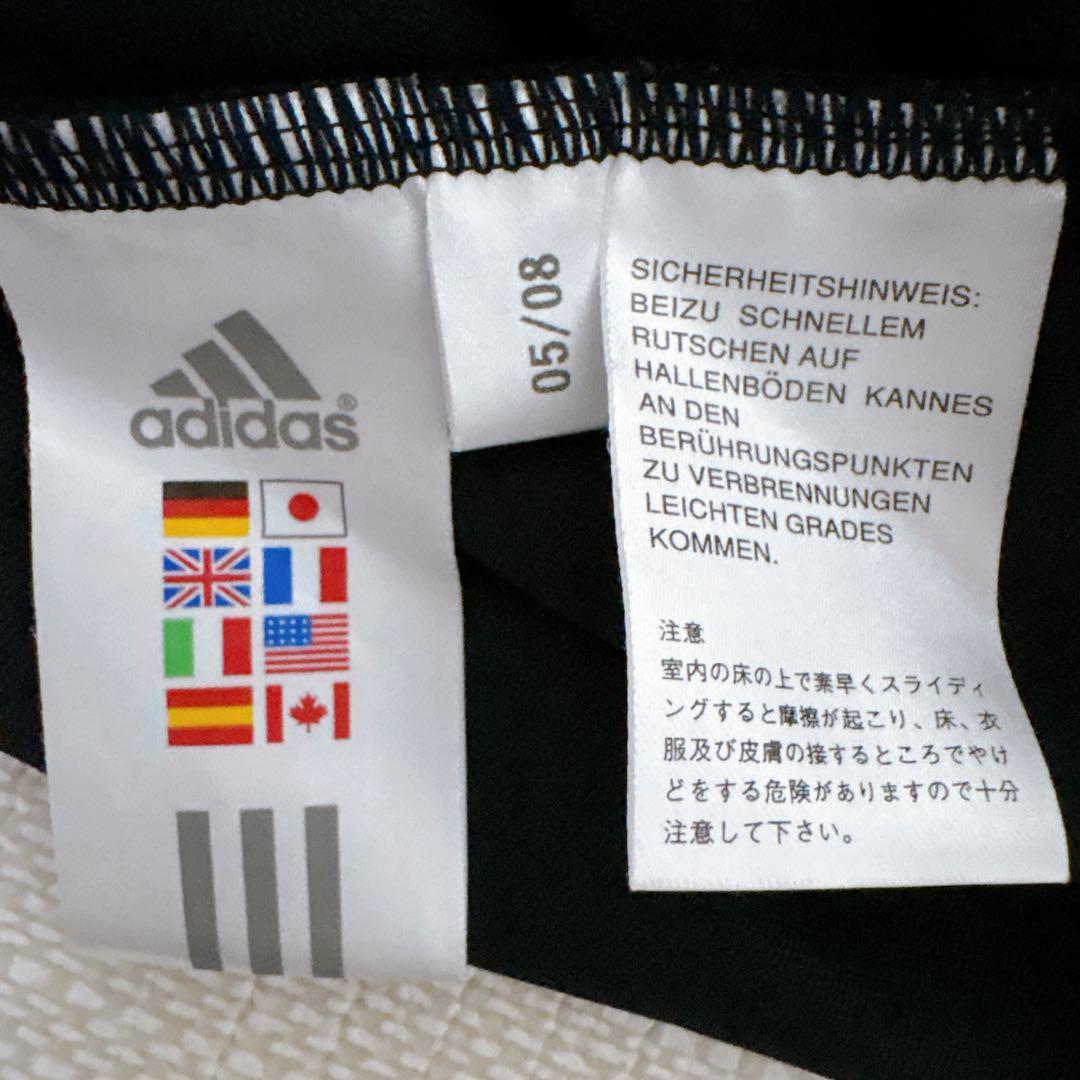 adidas®
05/08
SICHERHEITSHINWEIS:
BEIZU SCHNELLEM
RUTSCHEN AUF
HALLENBÖDEN KANNES
AN DEN
BERÜHRUNGSPUNKTEN
ZU VERBRENNUNGEN
LEICHTEN GRADES
KOMMEN.
注意
室内の床の上で棄早くスライディ
ングすると摩擦が起こり、床、衣
服及び皮膚の接するところでやけ
どをする危険がありますので十分
注意して下さい。